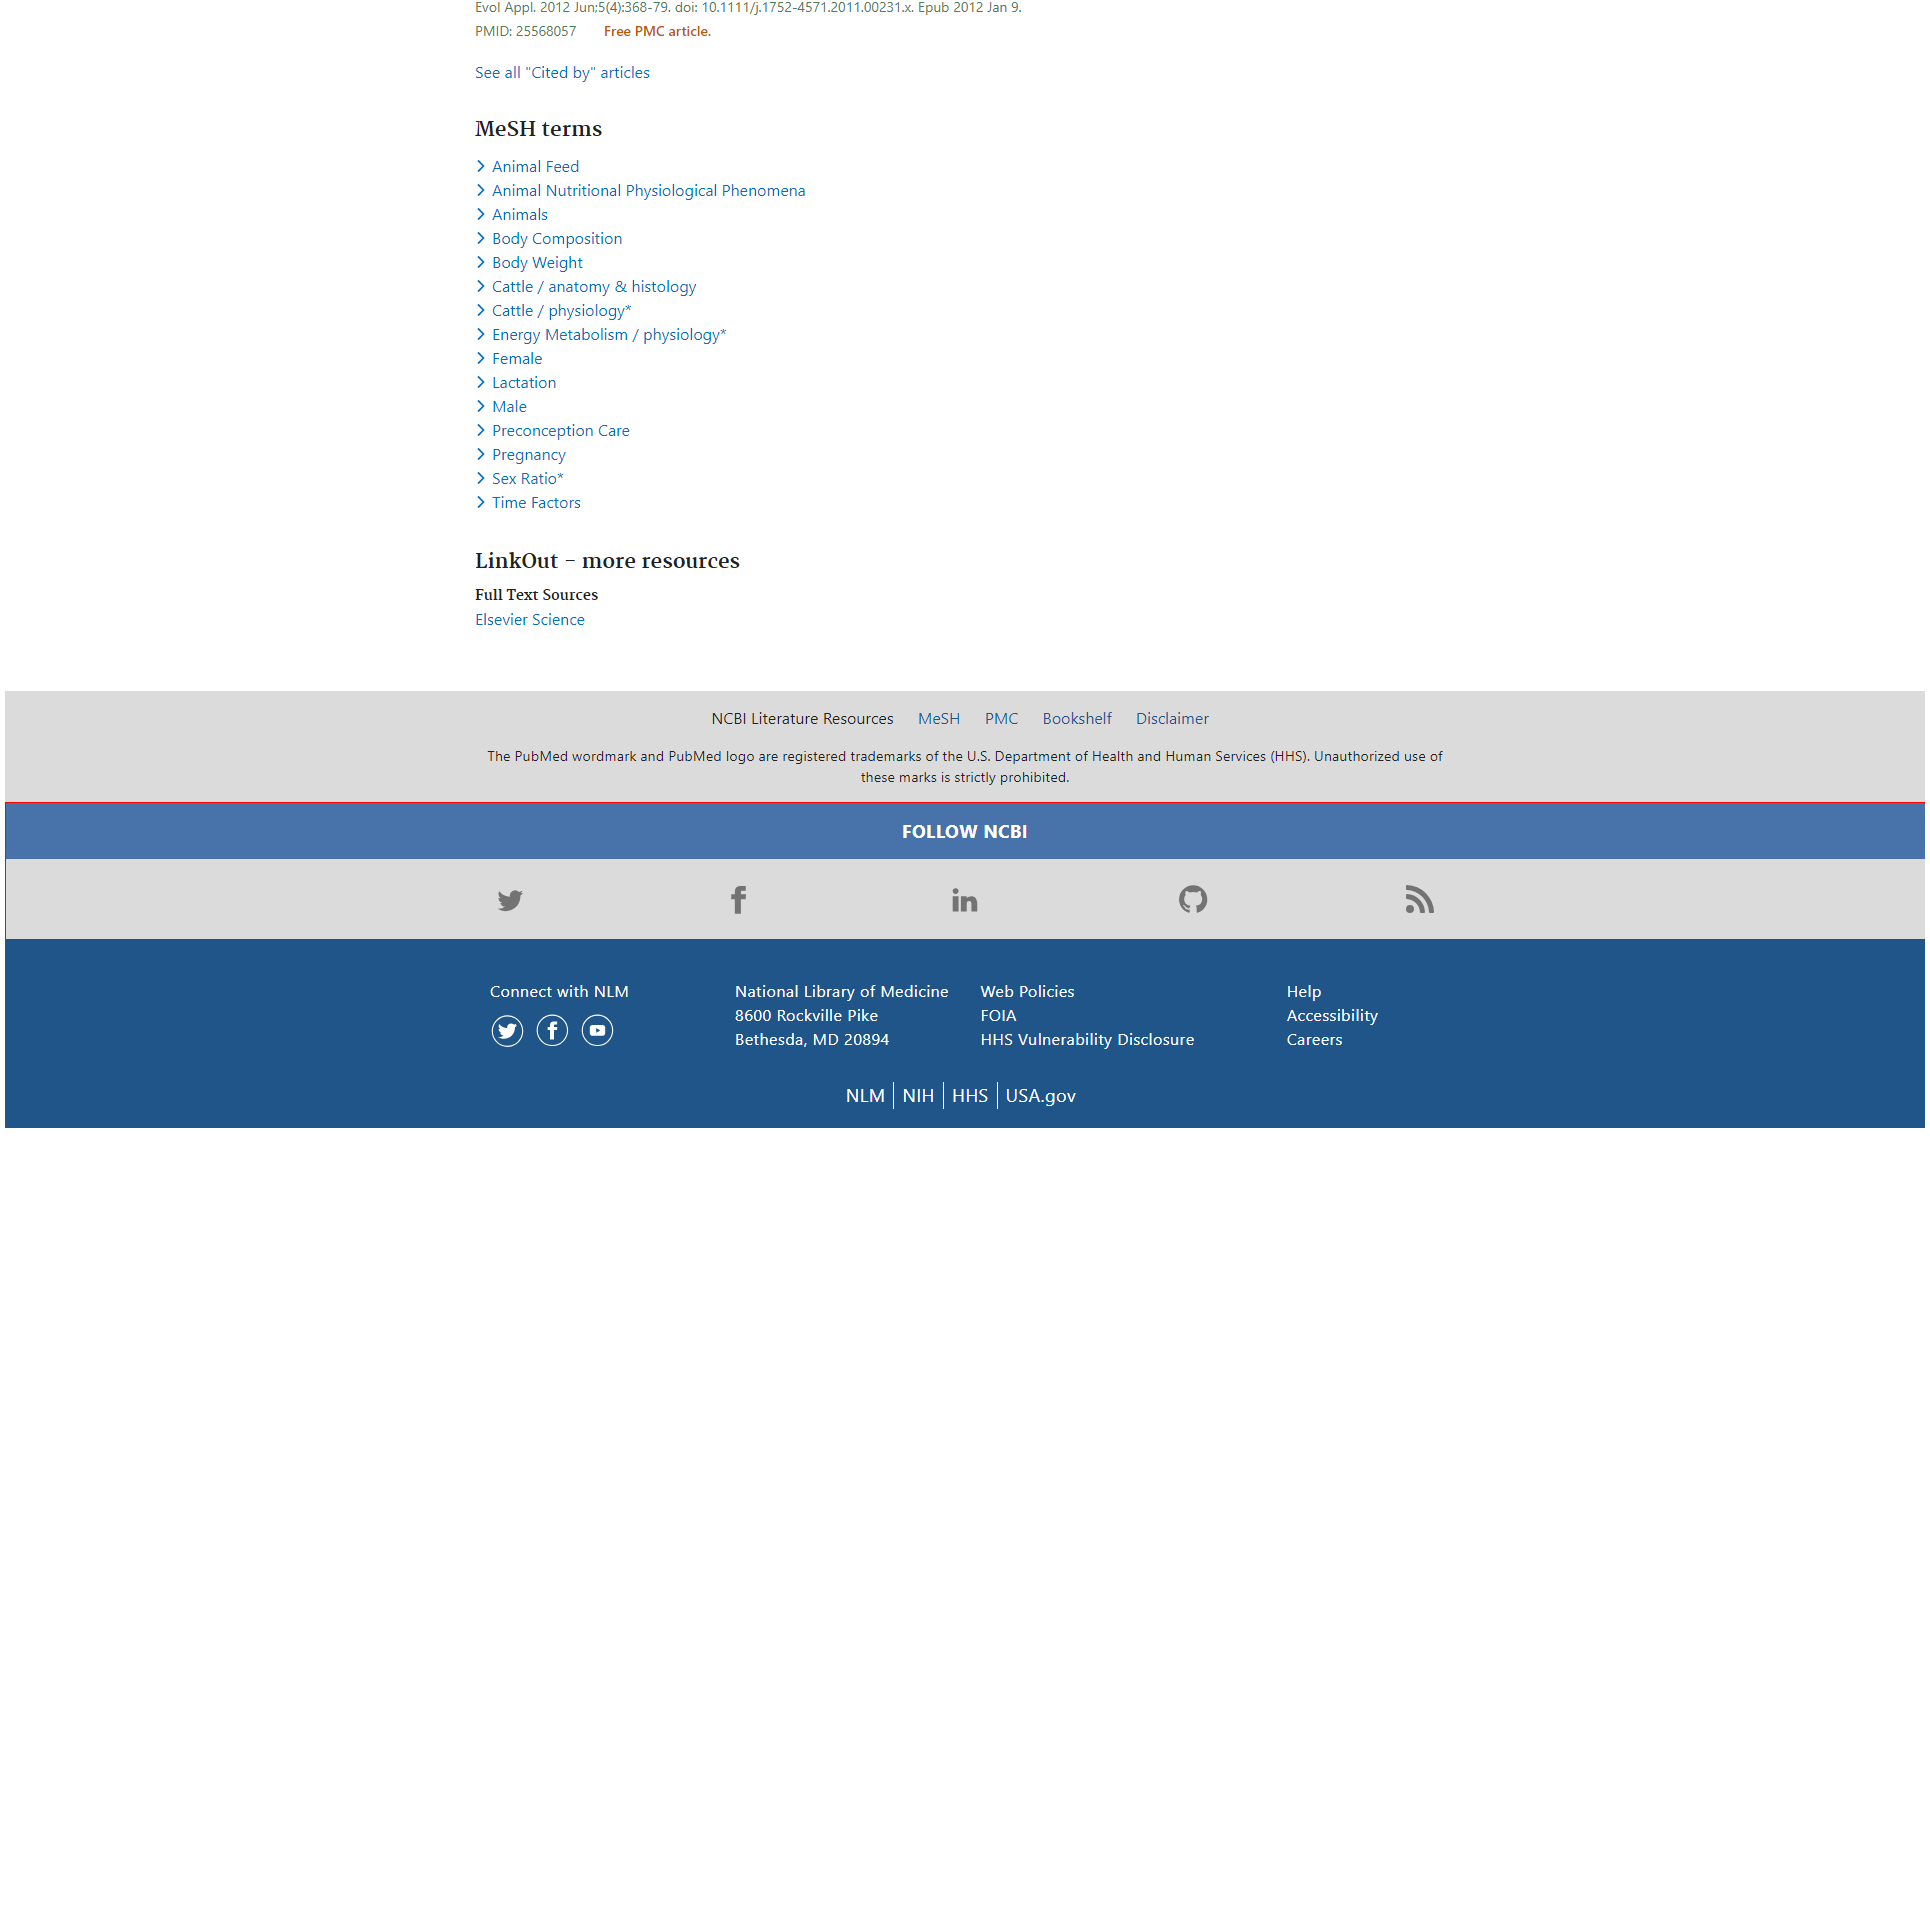 Evol Appl. 2012 Jun;5(4):368-79. doi: 10.1111/j.1752-4571.2011.00231.x. Epub 2012 Jan 9.
PMID: 25568057 Free PMC article.
See all "Cited by" articles
MeSH terms
Animal Feed
Animal Nutritional Physiological Phenomena
Animals
Body Composition
Body Weight
Cattle / anatomy & histology
Cattle / physiology*
Energy Metabolism / physiology*
Female
Lactation
Male
Preconception Care
Pregnancy
Sex Ratio*
Time Factors
LinkOut - more resources
Full Text Sources
Elsevier Science
NCBI Literature Resources MeSH PMC Bookshelf Disclaimer
The PubMed wordmark and PubMed logo are registered trademarks of the U.S. Department of Health and Human Services (HHS). Unauthorized use of
these marks is strictly prohibited.
FOLLOW NCBI
Connect with NLM
National Library of Medicine
8600 Rockville Pike
Bethesda, MD 20894
Web Policies
FOIA
HHS Vulnerability Disclosure
Help
Accessibility
Careers
NLM NIH HHS USA.gov